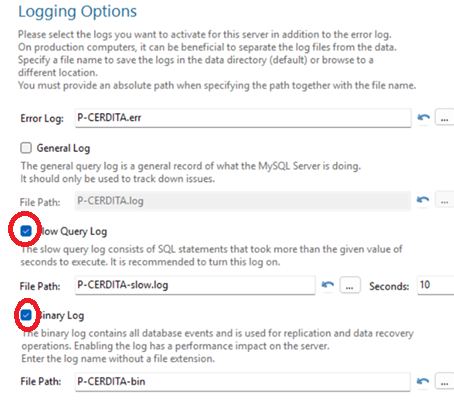 Logging Options
Please select the logs you want to activate for this server in addition to the error log.
On production computers, it can be beneficial to separate the log files from the data.
Specify a file name to save the logs in the data directory (default) or browse to a
different location.
You must provide an absolute path when specifying the path together with the file name.
Error Log: P-CERDITA.err ...
General Log
The general query log is a general record of what the MySQL Server is doing.
It should only be used to track down issues.
File Path: P-CERDITA.log ...
Slow Query Log
The slow query log consists of SQL statements that took more than the given value of
seconds to execute. It is recommended to turn this log on.
File Path: P-CERDITA-slow.log ... Seconds: 10
Binary Log
The binary log contains all database events and is used for replication and data recovery
operations. Enabling the log has a performance impact on the server.
Enter the log name without a file extension.
File Path: P-CERDITA-bin ...